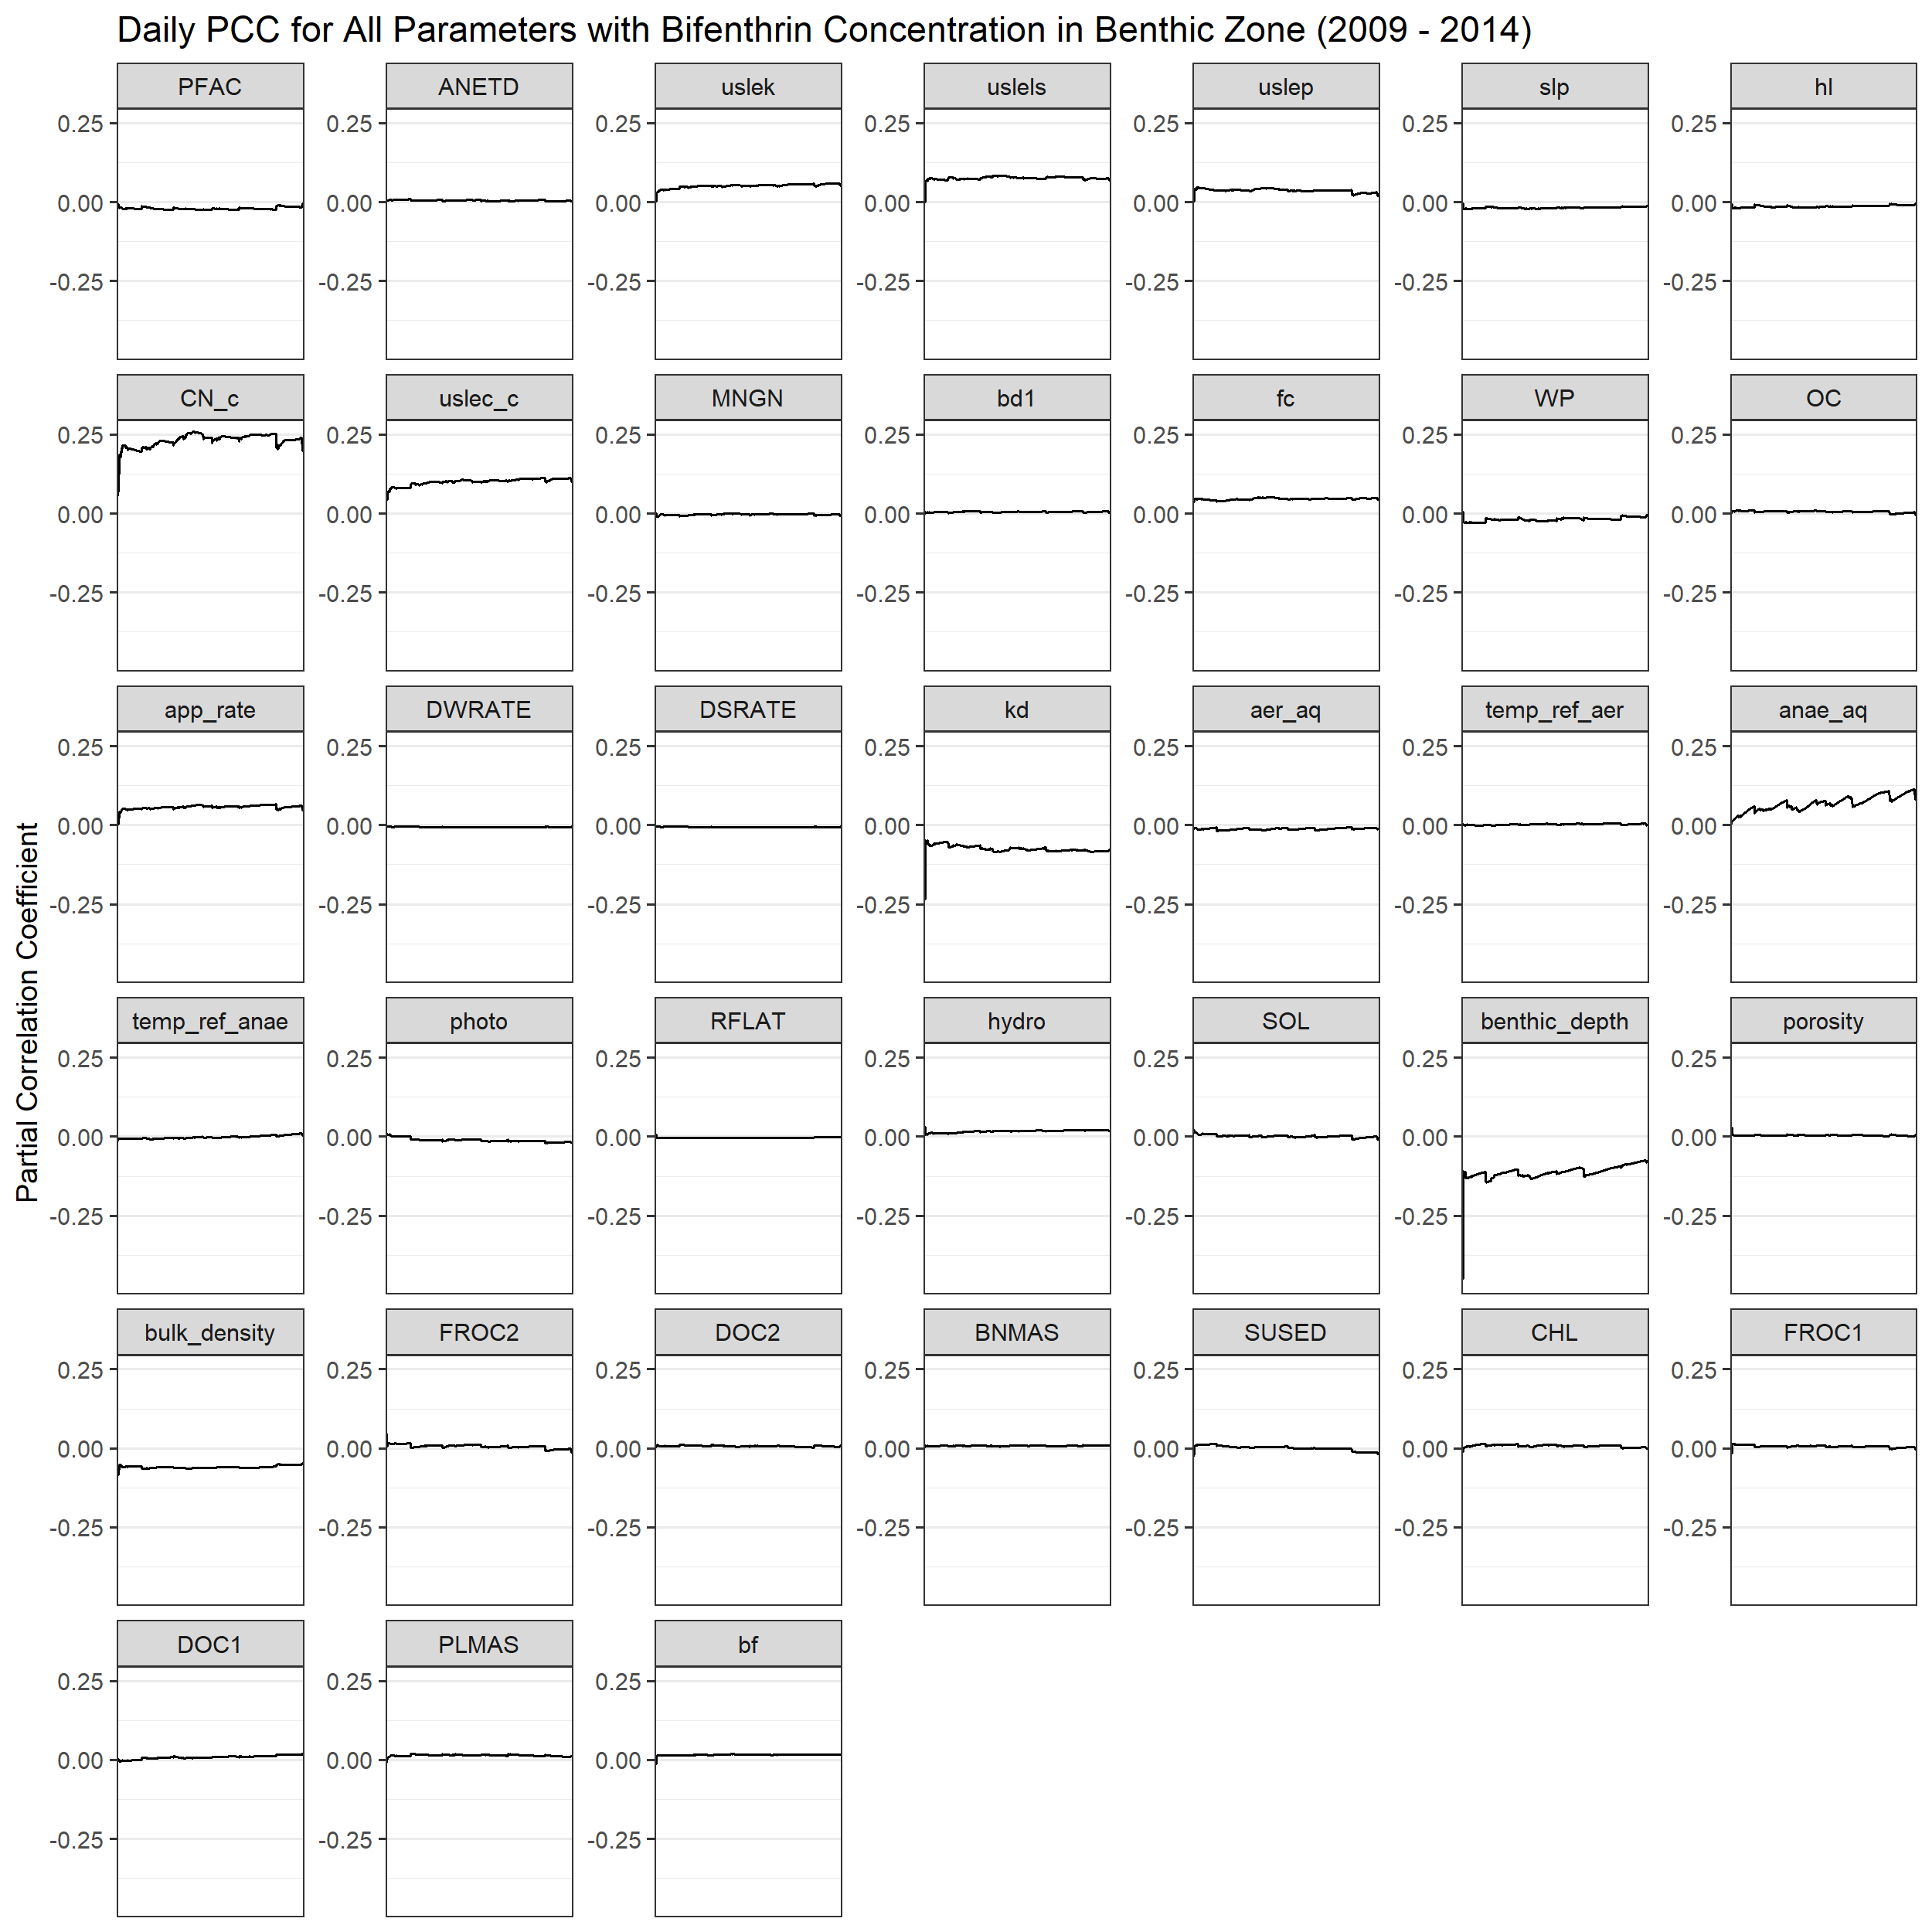 Daily PCC for All Parameters with Bifenthrin Concentration in Benthic Zone (2009 - 2014)
Partial Correlation Coefficient
PFAC ANETD uslek uslels uslep slp hl
0.25 0.25 0.25 0.25 0.25 0.25 0.25
0.00 0.00 0.00 0.00 0.00 0.00 0.00
-0.25 -0.25 -0.25 -0.25 -0.25 -0.25 -0.25
CN_c uslec_c MNGN bd1 fc WP OC
0.25 0.25 0.25 0.25 0.25 0.25 0.25
0.00 0.00 0.00 0.00 0.00 0.00 0.00
-0.25 -0.25 -0.25 -0.25 -0.25 -0.25 -0.25
app_rate DWRATE DSRATE kd aer_aq temp_ref_aer anae_aq
0.25 0.25 0.25 0.25 0.25 0.25 0.25
0.00 0.00 0.00 0.00 0.00 0.00 0.00
-0.25 -0.25 -0.25 -0.25 -0.25 -0.25 -0.25
temp_ref_anae photo RFLAT hydro SOL benthic_depth porosity
0.25 0.25 0.25 0.25 0.25 0.25 0.25
0.00 0.00 0.00 0.00 0.00 0.00 0.00
-0.25 -0.25 -0.25 -0.25 -0.25 -0.25 -0.25
bulk_density FROC2 DOC2 BNMAS SUSED CHL FROC1
0.25 0.25 0.25 0.25 0.25 0.25 0.25
0.00 0.00 0.00 0.00 0.00 0.00 0.00
-0.25 -0.25 -0.25 -0.25 -0.25 -0.25 -0.25
DOC1 PLMAS bf
0.25 0.25 0.25
0.00 0.00 0.00
-0.25 -0.25 -0.25